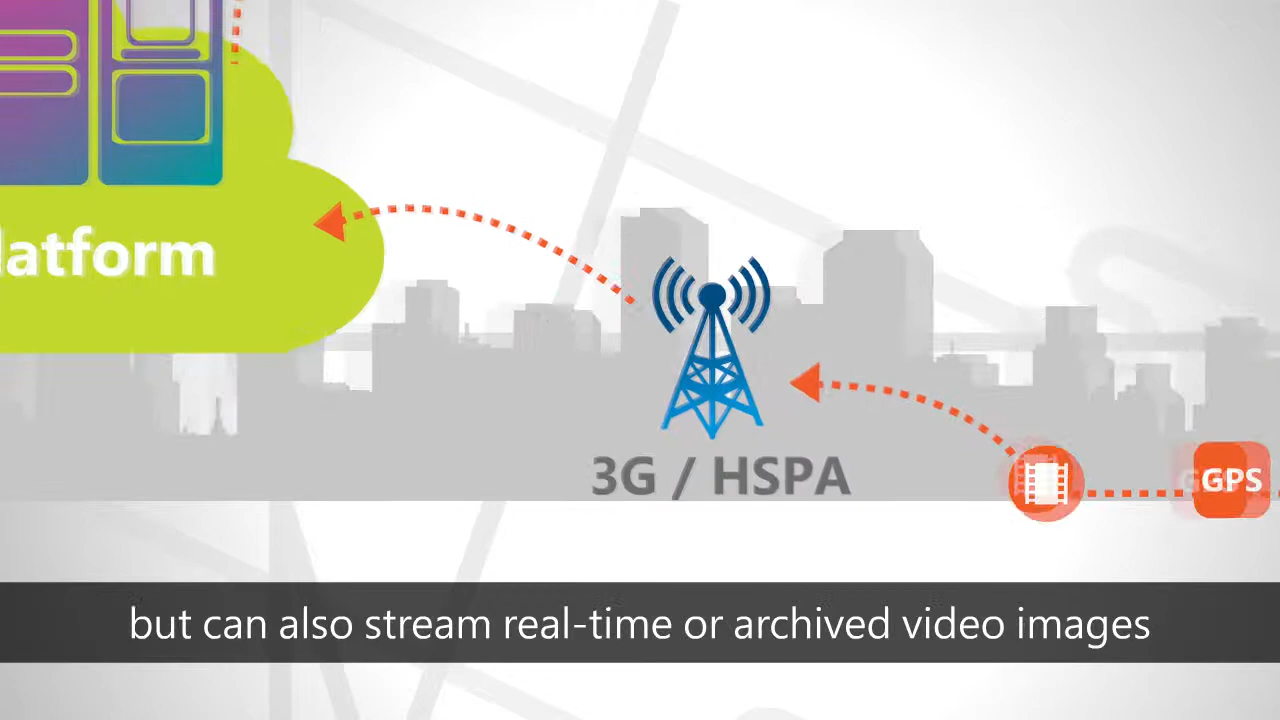 latform
3G / HSPA
GPS
but can also stream real-time or archived video images